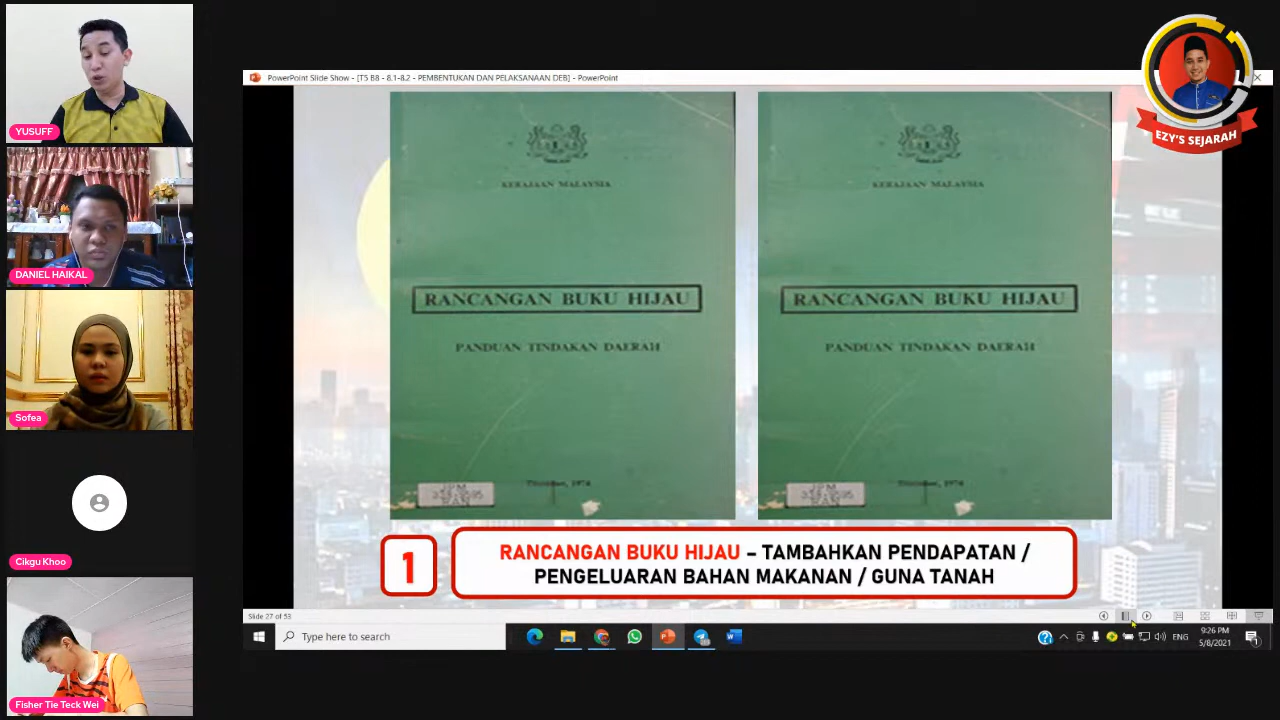 YUSUFF
DANIEL HAIKAL
Sofea
Cikgu Khoo
Fisher Tie Teck Wei
PowerPoint Slide Show - [T5 B8 - 8.1-8.2 - PEMBENTUKAN DAN PELAKSANAAN DEB] - PowerPoint
EZY'S SEJARAH
KERAJAAN MALAYSIA
RANCANGAN BUKU HIJAU
PANDUAN TINDAKAN DAERAH
KERAJAAN MALAYSIA
RANCANGAN BUKU HIJAU
PANDUAN TINDAKAN DAERAH
1
RANCANGAN BUKU HIJAU – TAMBAHKAN PENDAPATAN /
PENGELUARAN BAHAN MAKANAN / GUNA TANAH
Slide 27 of 53
Type here to search
ENG
9:26 PM
5/8/2021